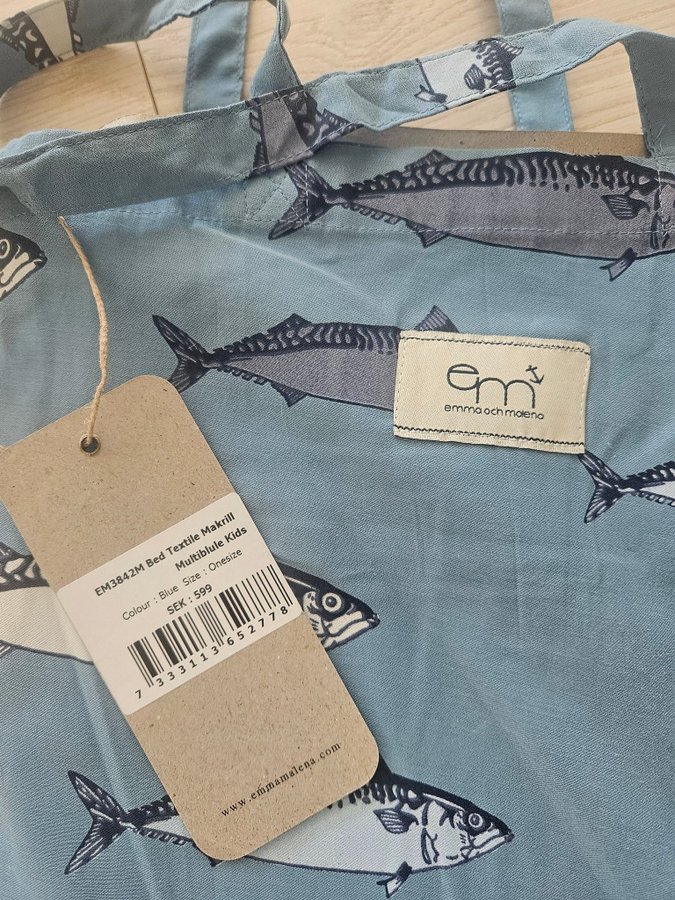 em
emma och malena
EM3842M Bed Textile Makrill
Multiblule Kids
Colour : Blue Size : Onesize
SEK : 599
7 333113 652778
www.emmamalena.com